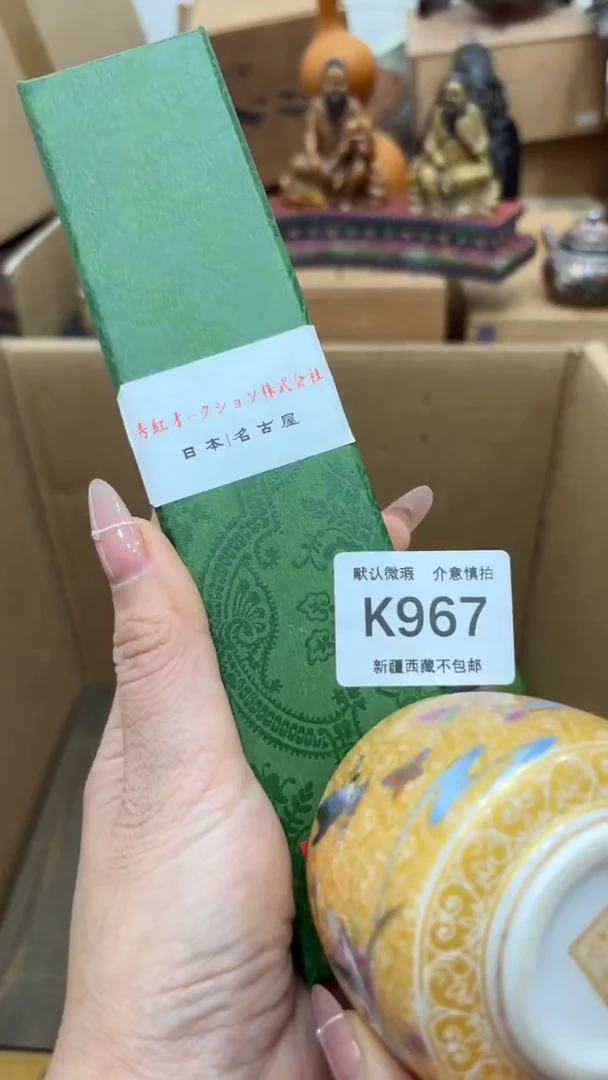 秀紅オークション株式会社
日本|名古屋
默认微瑕 介意慎拍
K967
新疆西藏不包邮